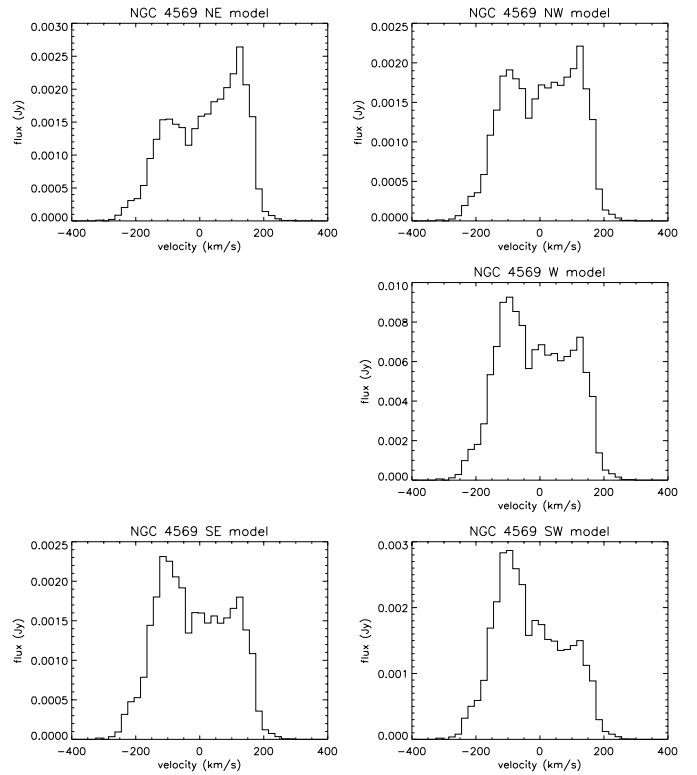 NGC 4569 NE model
0.0030
0.0025
0.0020
0.0015
0.0010
0.0005
0.0000
flux (Jy)
−400 −200 0 200 400
velocity (km/s)
NGC 4569 NW model
0.0025
0.0020
0.0015
0.0010
0.0005
0.0000
flux (Jy)
−400 −200 0 200 400
velocity (km/s)
NGC 4569 W model
0.010
0.008
0.006
0.004
0.002
0.000
flux (Jy)
−400 −200 0 200 400
velocity (km/s)
NGC 4569 SE model
0.0025
0.0020
0.0015
0.0010
0.0005
0.0000
flux (Jy)
−400 −200 0 200 400
velocity (km/s)
NGC 4569 SW model
0.003
0.002
0.001
0.000
flux (Jy)
−400 −200 0 200 400
velocity (km/s)